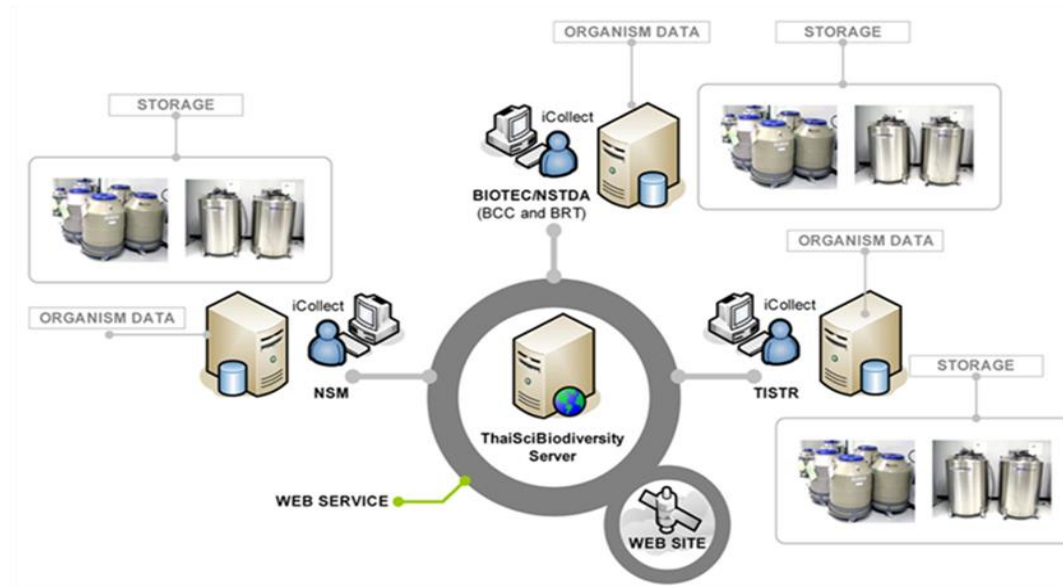 ORGANISM DATA
STORAGE
STORAGE
iCollect
BIOTEC/NSTDA
(BCC and BRT)
ORGANISM DATA
iCollect
iCollect
ORGANISM DATA
NSM
TISTR
STORAGE
ThaiSciBiodiversity
Server
WEB SERVICE
WEB SITE